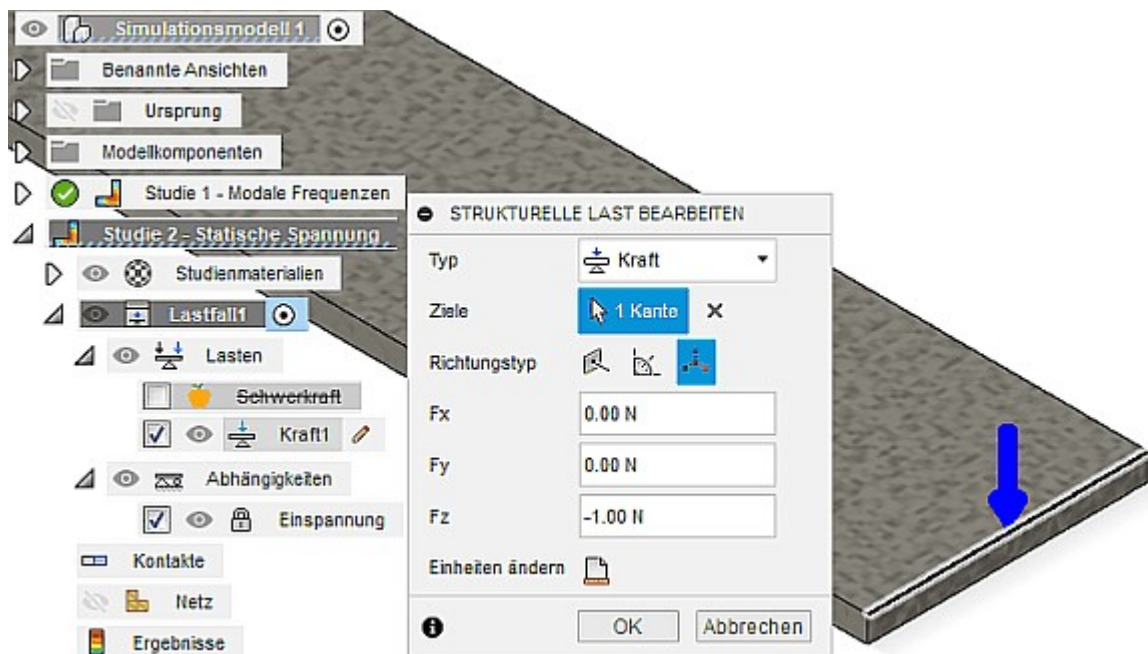 Simulationsmodell 1
Benannte Ansichten
Ursprung
Modellkomponenten
Studie 1 - Modale Frequenzen
Studie 2 - Statische Spannung
Studienmaterialien
Lastfall1
Lasten
Schwerkraft
Kraft1
Abhängigkeiten
Einspannung
Kontakte
Netz
Ergebnisse
STRUKTURELLE LAST BEARBEITEN
Typ Kraft
Ziele 1 Kante
Richtungstyp
Fx 0.00 N
Fy 0.00 N
Fz -1.00 N
Einheiten ändern
OK Abbrechen